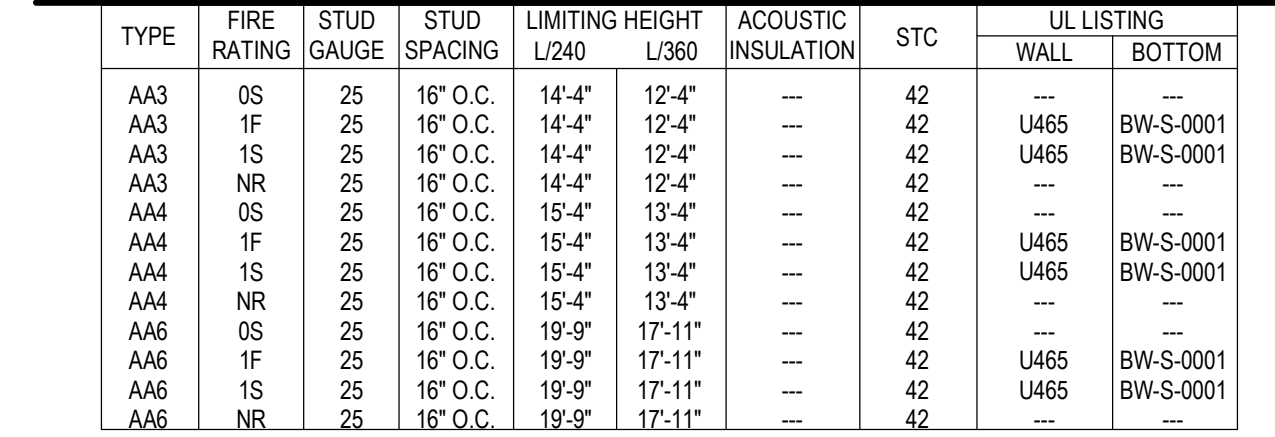 TYPE FIRE RATING STUD GAUGE STUD SPACING LIMITING HEIGHT L/240 L/360 ACOUSTIC INSULATION STC UL LISTING WALL BOTTOM
AA3 0S 25 16" O.C. 14'-4" 12'-4" --- 42 --- ---
AA3 1F 25 16" O.C. 14'-4" 12'-4" --- 42 U465 BW-S-0001
AA3 1S 25 16" O.C. 14'-4" 12'-4" --- 42 U465 BW-S-0001
AA3 NR 25 16" O.C. 14'-4" 12'-4" --- 42 --- ---
AA4 0S 25 16" O.C. 15'-4" 13'-4" --- 42 --- ---
AA4 1F 25 16" O.C. 15'-4" 13'-4" --- 42 U465 BW-S-0001
AA4 1S 25 16" O.C. 15'-4" 13'-4" --- 42 U465 BW-S-0001
AA4 NR 25 16" O.C. 15'-4" 13'-4" --- 42 --- ---
AA6 0S 25 16" O.C. 19'-9" 17'-11" --- 42 --- ---
AA6 1F 25 16" O.C. 19'-9" 17'-11" --- 42 U465 BW-S-0001
AA6 1S 25 16" O.C. 19'-9" 17'-11" --- 42 U465 BW-S-0001
AA6 NR 25 16" O.C. 19'-9" 17'-11" --- 42 --- ---